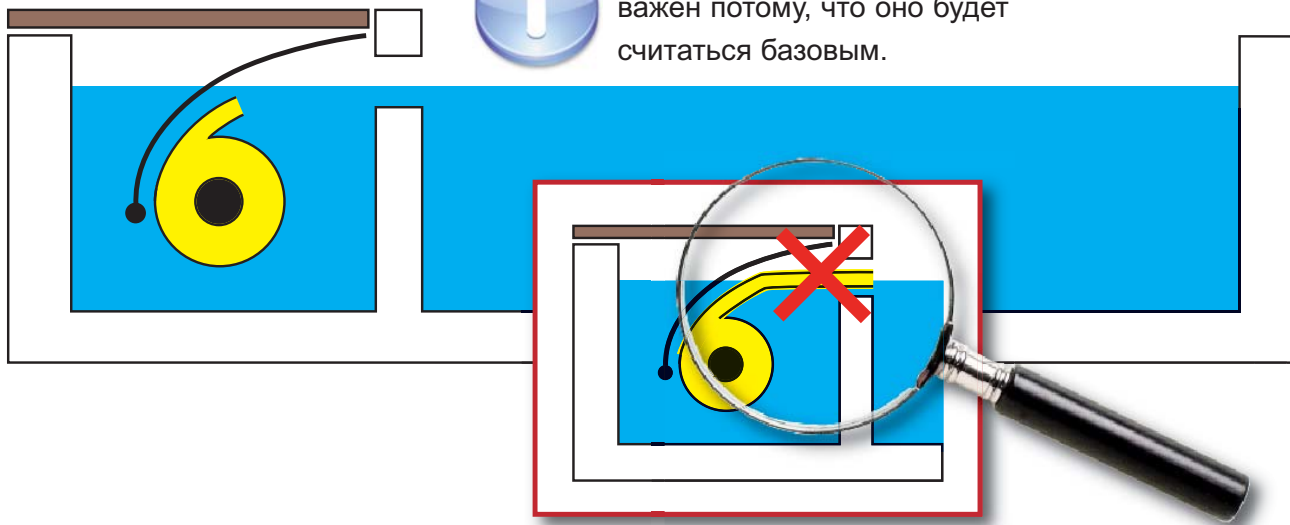 важен потому, что оно будет
считаться базовым.